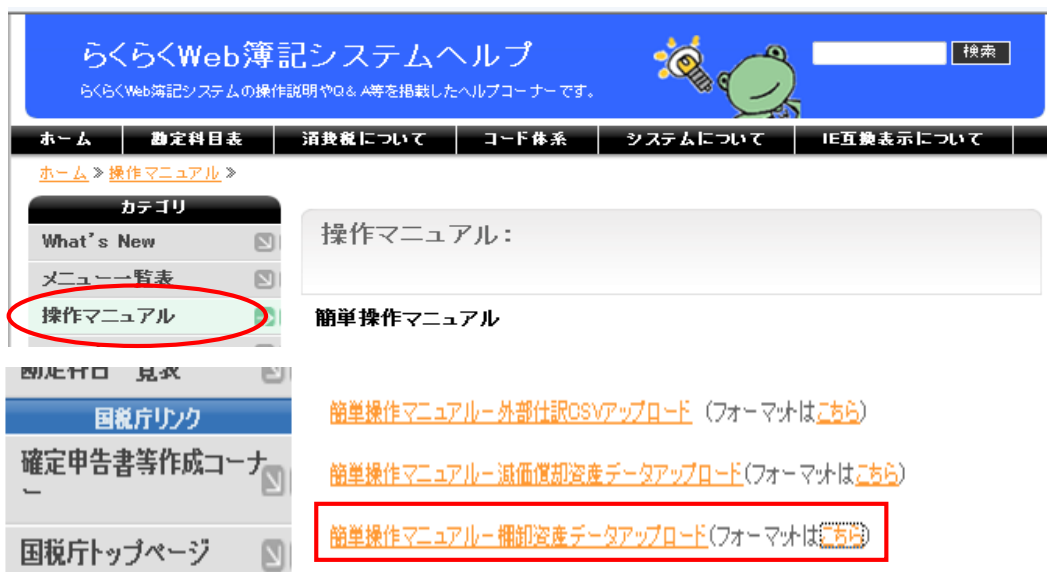 らくらくWeb簿記システムヘルプ
検索
らくらくWeb簿記システムの操作説明やQ&A等を掲載したヘルプコーナーです。
ホーム 勘定科目表 消費税について コード体系 システムについて IE互換表示について
ホーム » 操作マニュアル »
カテゴリ
What's New
メニュー一覧表
操作マニュアル
操作マニュアル:
簡単操作マニュアル
勘定科目一覧表
国税庁リンク
確定申告書等作成コーナ
ー
国税庁トップページ
簡単操作マニュアルー外部仕訳CSVアップロード (フォーマットはこちら)
簡単操作マニュアルー減価償却資産データアップロード(フォーマットはこちら)
簡単操作マニュアルー棚卸資産データアップロード(フォーマットはこちら)